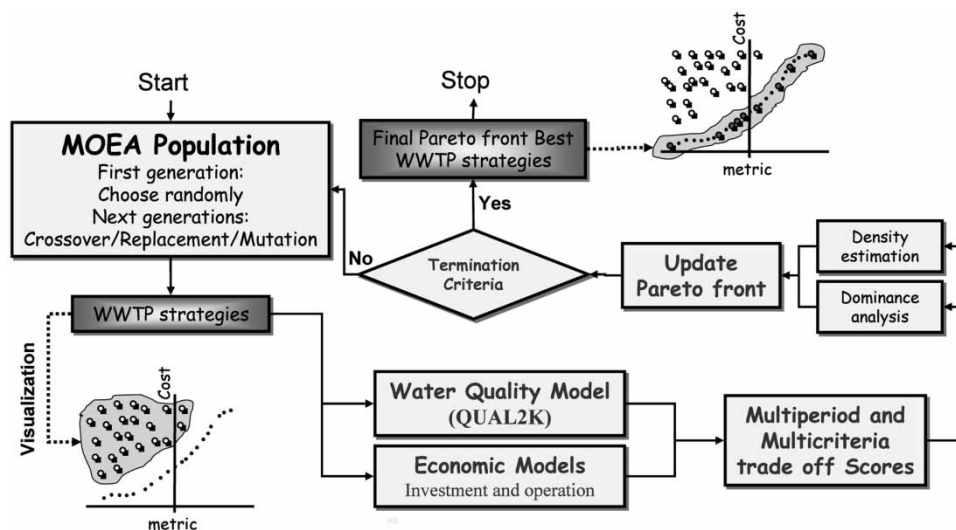 Start
MOEA Population
First generation:
Choose randomly
Next generations:
Crossover/Replacement/Mutation
WWTP strategies
Visualization
Cost
metric
Stop
Final Pareto front Best
WWTP strategies
Cost
metric
Yes
No
Termination
Criteria
Update
Pareto front
Density
estimation
Dominance
analysis
Water Quality Model
(QUAL2K)
Economic Models
Investment and operation
Multiperiod and
Multicriteria
trade off Scores